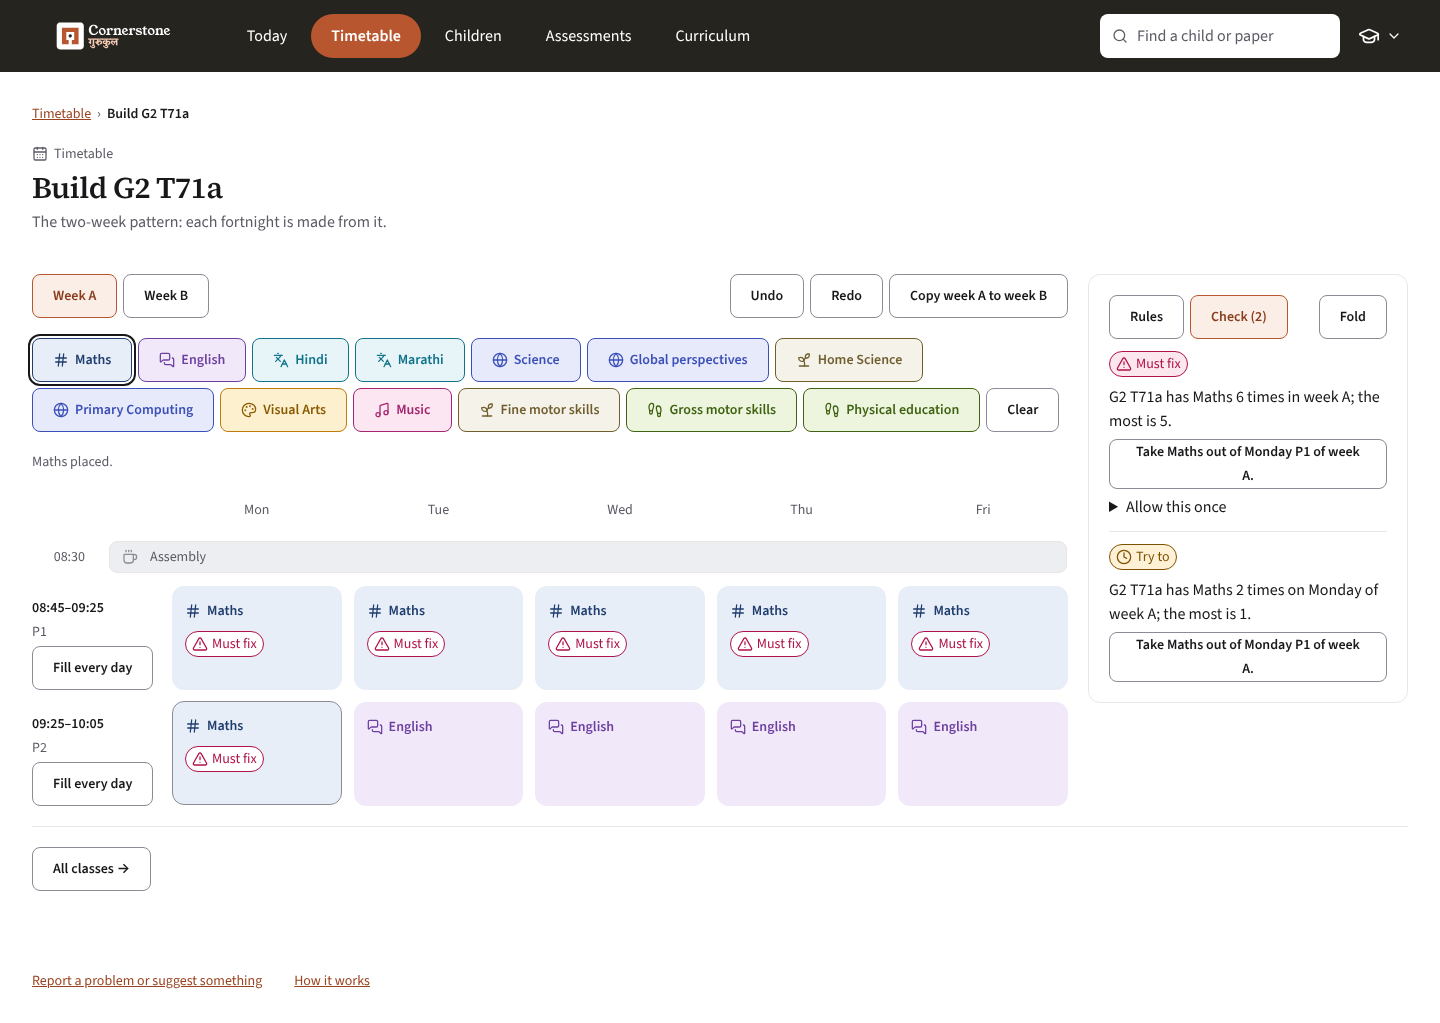 Cornerstone
गुरुकुल
Today
Timetable
Children
Assessments
Curriculum
Find a child or paper
Timetable › Build G2 T71a
Timetable
Build G2 T71a
The two-week pattern: each fortnight is made from it.
Week A
Week B
Undo
Redo
Copy week A to week B
Maths
English
Hindi
Marathi
Science
Global perspectives
Home Science
Primary Computing
Visual Arts
Music
Fine motor skills
Gross motor skills
Physical education
Clear
Maths placed.
Mon
Tue
Wed
Thu
Fri
08:30
Assembly
08:45–09:25
P1
Fill every day
Maths
Must fix
Maths
Must fix
Maths
Must fix
Maths
Must fix
Maths
Must fix
09:25–10:05
P2
Fill every day
Maths
Must fix
English
English
English
English
Rules
Check (2)
Fold
Must fix
G2 T71a has Maths 6 times in week A; the
most is 5.
Take Maths out of Monday P1 of week
A.
Allow this once
Try to
G2 T71a has Maths 2 times on Monday of
week A; the most is 1.
Take Maths out of Monday P1 of week
A.
All classes →
Report a problem or suggest something
How it works